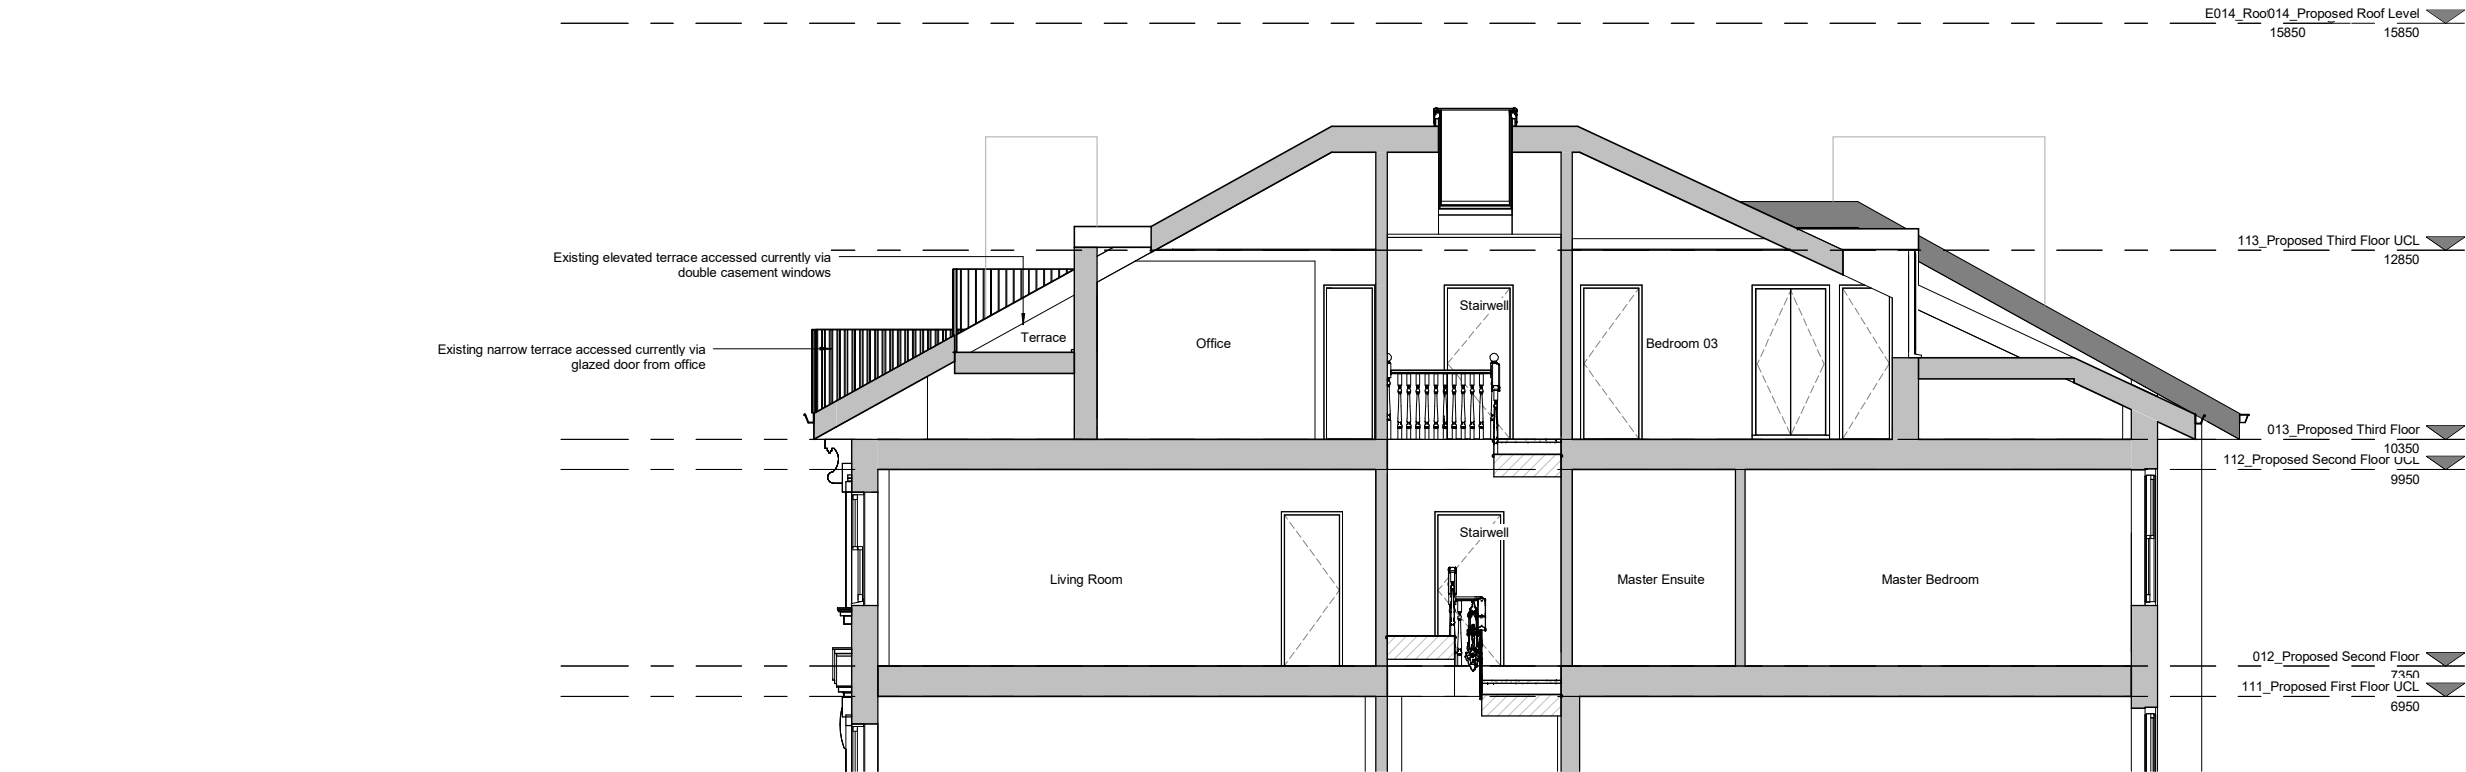 E014_Roof 014_Proposed Roof Level
15850 15850
113_Proposed Third Floor UCL
12850
Existing elevated terrace accessed currently via
double casement windows
Stairwell
Terrace
Office
Bedroom 03
Existing narrow terrace accessed currently via
glazed door from office
013_Proposed Third Floor
10350
112_Proposed Second Floor UCL
9950
Stairwell
Living Room
Master Ensuite
Master Bedroom
012_Proposed Second Floor
7350
111_Proposed First Floor UCL
6950